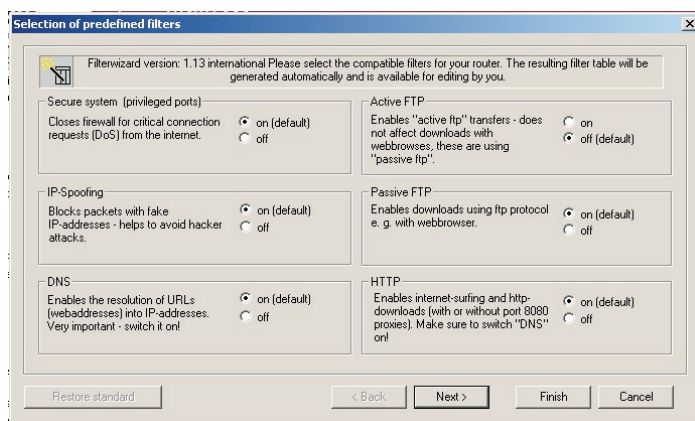 Selection of predefined filters
Filterwizard version: 1.13 international Please select the compatible filters for your router. The resulting filter table will be
generated automatically and is available for editing by you.
Secure system (privileged ports)
Closes firewall for critical connection
requests (DoS) from the internet.
on (default)
off
Active FTP
Enables "active ftp" transfers - does
not affect downloads with
webbrowses, these are using
"passive ftp".
on
off (default)
IP-Spoofing
Blocks packets with fake
IP-addresses - helps to avoid hacker
attacks.
on (default)
off
Passive FTP
Enables downloads using ftp protocol
e. g. with webbrowser.
on (default)
off
DNS
Enables the resolution of URLs
(webaddresses) into IP-addresses.
Very important - switch it on!
on (default)
off
HTTP
Enables internet-surfing and http-
downloads (with or without port 8080
proxies). Make sure to switch "DNS"
on!
on (default)
off
Restore standard
< Back
Next >
Finish
Cancel